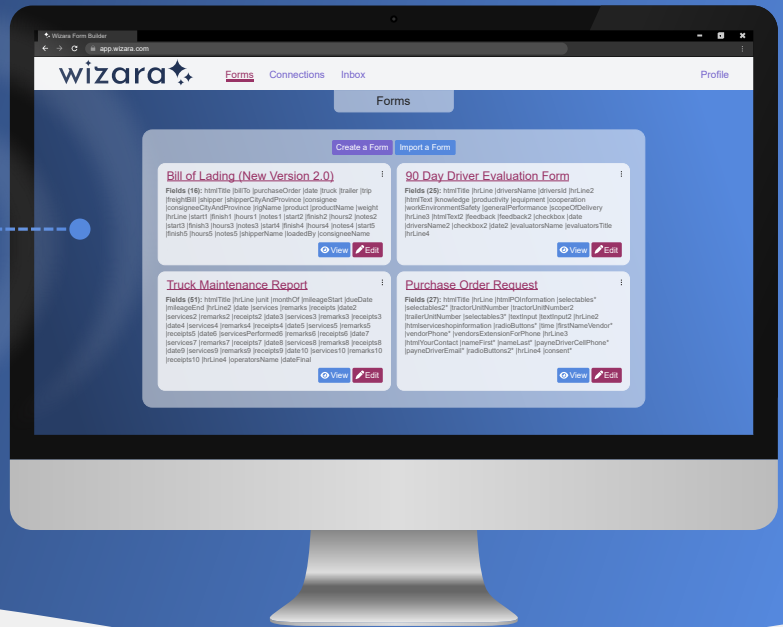 Wizara Form Builder
app.wizara.com
wizara
Forms Connections Inbox
Profile
Forms
Create a Form Import a Form
Bill of Lading (New Version 2.0)
Fields (16): htmlTitle |billTo |purchaseOrder |date |truck |trailer |trip
|freightBill |shipper |shipperCityAndProvince |consignee
|consigneeCityAndProvince |rigName |product |productName |weight
|hrLine |start1 |finish1 |hours1 |notes1 |start2 |finish2 |hours2 |notes2
|start3 |finish3 |hours3 |notes3 |start4 |finish4 |hours4 |notes4 |start5
|finish5 |hours5 |notes5 |shipperName |loadedBy |consigneeName
View Edit
90 Day Driver Evaluation Form
Fields (25): htmlTitle |hrLine |driversName |driversId |hrLine2
|htmlText |knowledge |productivity |equipment |cooperation
|workEnvironmentSafety |generalPerformance |scopeOfDelivery
|hrLine3 |htmlText2 |feedback |feedback2 |checkbox |date
|driversName2 |checkbox2 |date2 |evaluatorsName |evaluatorsTitle
|hrLine4
View Edit
Truck Maintenance Report
Fields (51): htmlTitle |hrLine |unit |monthOf |mileageStart |dueDate
|mileageEnd |hrLine2 |date |services |remarks |receipts |date2
|services2 |remarks2 |receipts2 |date3 |services3 |remarks3 |receipts3
|date4 |services4 |remarks4 |receipts4 |date5 |services5 |remarks5
|receipts5 |date6 |servicesPerformed6 |remarks6 |receipts6 |date7
|services7 |remarks7 |receipts7 |date8 |services8 |remarks8 |receipts8
|date9 |services9 |remarks9 |receipts9 |date10 |services10 |remarks10
|receipts10 |hrLine4 |operatorsName |dateFinal
View Edit
Purchase Order Request
Fields (27): htmlTitle |hrLine |htmlPOInformation |selectables*
|selectables2* |tractorUnitNumber |tractorUnitNumber2
|trailerUnitNumber |selectables3* |textInput |textInput2 |hrLine2
|htmlserviceshopinformation |radioButtons* |time |firstNameVendor*
|vendorPhone* |vendorsExtensionForPhone |hrLine3
|htmlYourContact |nameFirst* |nameLast* |payneDriverCellPhone*
|payneDriverEmail* |radioButtons2* |hrLine4 |consent*
View Edit